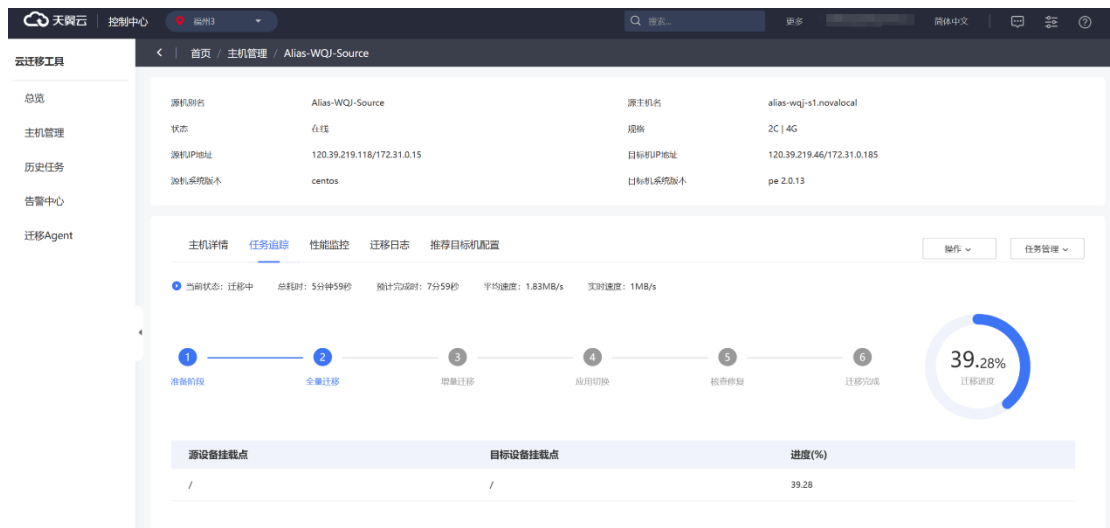 天翼云 控制中心 福州3 搜索... 更多 简体中文
云迁移工具
首页 / 主机管理 / Alias-WQJ-Source
总览
主机管理
历史任务
告警中心
迁移Agent
源机别名 Alias-WQJ-Source 源主机名 alias-wqj-s1.novalocal
状态 在线 规格 2C | 4G
源机IP地址 120.39.219.118/172.31.0.15 目标机IP地址 120.39.219.46/172.31.0.185
源机系统版本 centos 目标机系统版本 pe 2.0.13
主机详情 任务追踪 性能监控 迁移日志 推荐目标机配置 操作 任务管理
当前状态: 迁移中 总耗时: 5分钟59秒 预计完成时: 7分59秒 平均速度: 1.83MB/s 实时速度: 1MB/s
1 2 3 4 5 6
准备阶段 全量迁移 增量迁移 应用切换 核查修复 迁移完成
39.28%
迁移进度
源设备挂载点 目标设备挂载点 进度(%)
/ / 39.28